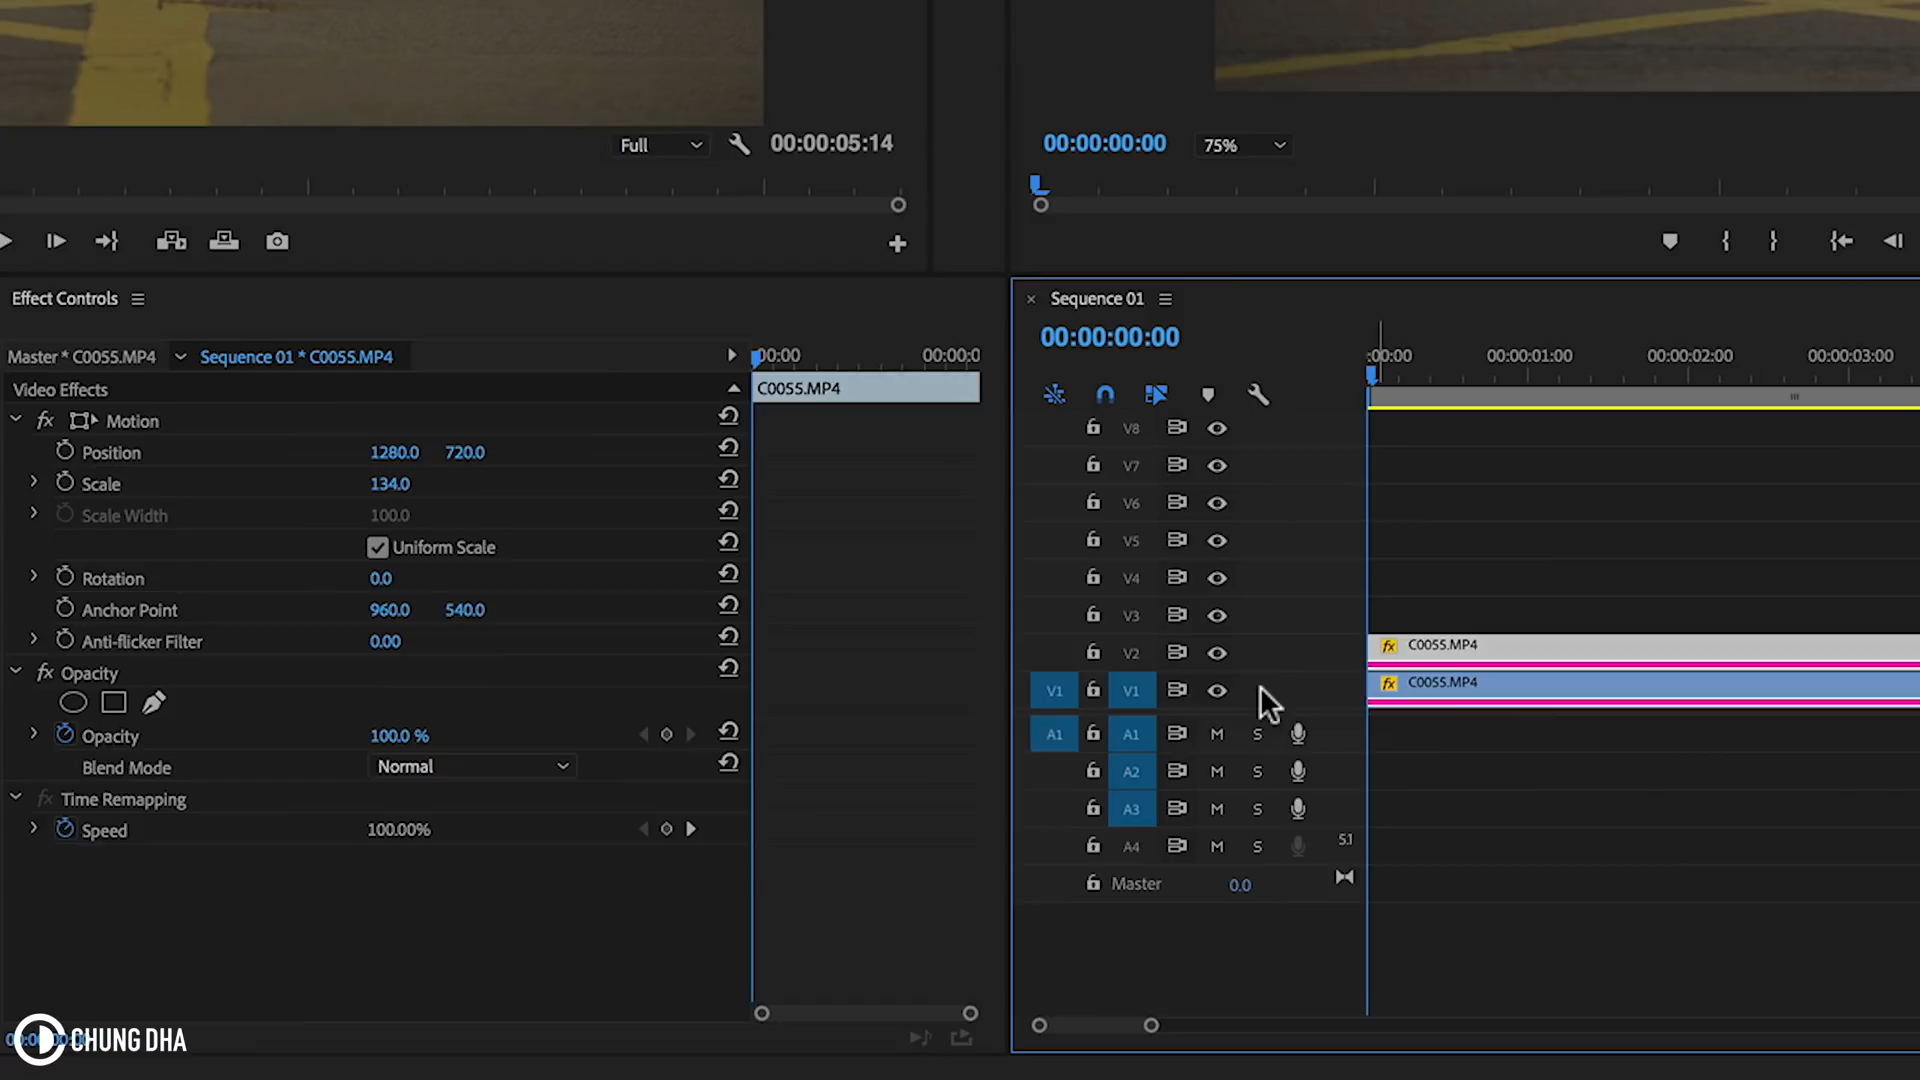 Full
00:00:05:14
00:00:00:00
75%
Effect Controls
Sequence 01
00:00:00:00
Master * C0055.MP4
Sequence 01 * C0055.MP4
00:00
00:00:0
:00:00
00:00:01:00
00:00:02:00
00:00:03:00
Video Effects
C0055.MP4
fx Motion
Position 1280.0 720.0
Scale 134.0
Scale Width 100.0
Uniform Scale
Rotation 0.0
Anchor Point 960.0 540.0
Anti-flicker Filter 0.00
fx Opacity
Opacity 100.0 %
Blend Mode Normal
fx Time Remapping
Speed 100.00%
V8
V7
V6
V5
V4
V3
V2
fx C0055.MP4
V1 V1
fx C0055.MP4
A1 A1 M S
A2 M S
A3 M S
A4 M S 5.1
Master 0.0
CHUNG DHA